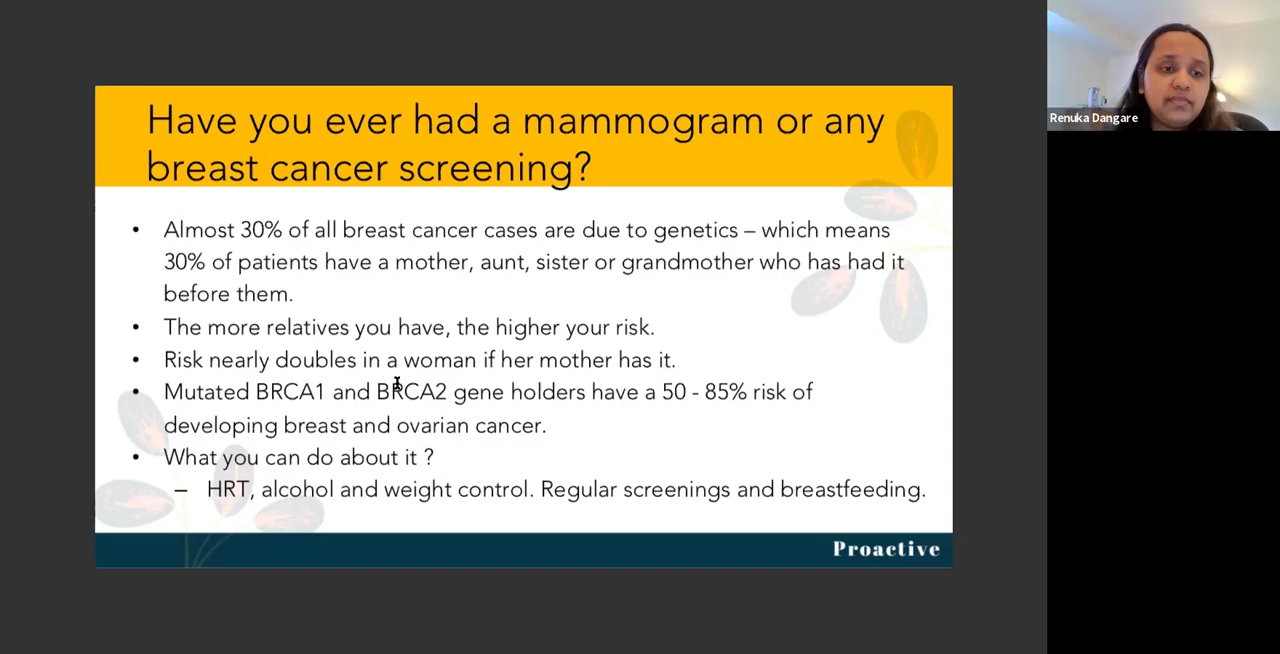 Have you ever had a mammogram or any
breast cancer screening?
• Almost 30% of all breast cancer cases are due to genetics – which means
30% of patients have a mother, aunt, sister or grandmother who has had it
before them.
• The more relatives you have, the higher your risk.
• Risk nearly doubles in a woman if her mother has it.
• Mutated BRCA1 and BRCA2 gene holders have a 50 - 85% risk of
developing breast and ovarian cancer.
• What you can do about it ?
– HRT, alcohol and weight control. Regular screenings and breastfeeding.
Proactive
Renuka Dangare